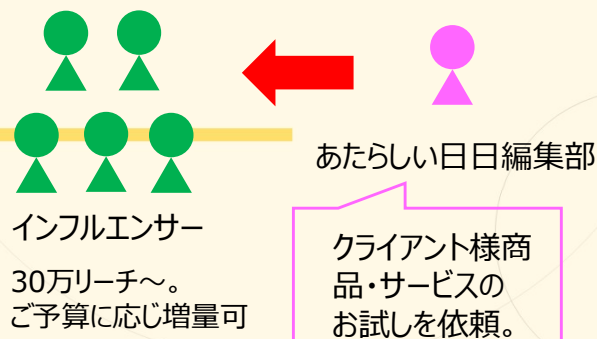 あたらしい日日編集部
インフルエンサー
30万リーチ～。
ご予算に応じ増量可
クライアント様商
品・サービスの
お試しを依頼。